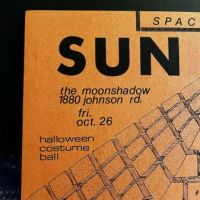 SPAC
SUN
the moonshadow
1880 johnson rd.
fri.
oct. 26
halloween
costume
ball